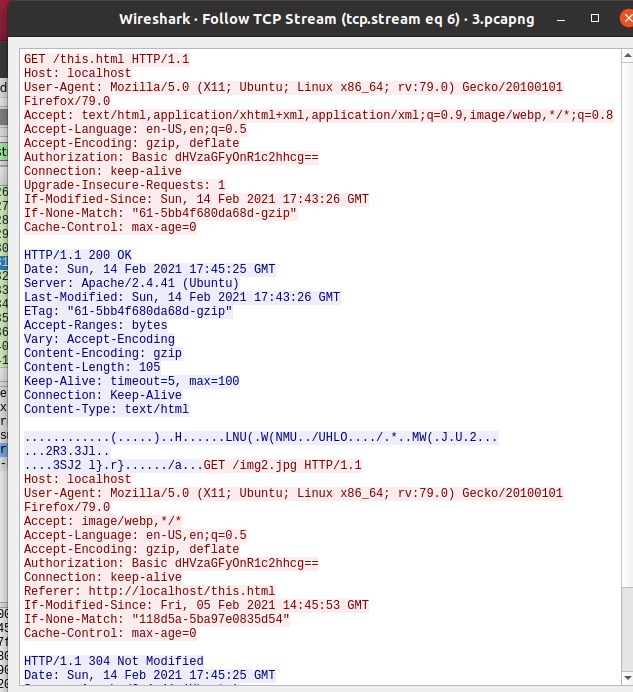 Wireshark · Follow TCP Stream (tcp.stream eq 6) · 3.pcapng
GET /this.html HTTP/1.1
Host: localhost
User-Agent: Mozilla/5.0 (X11; Ubuntu; Linux x86_64; rv:79.0) Gecko/20100101
Firefox/79.0
Accept: text/html,application/xhtml+xml,application/xml;q=0.9,image/webp,*/*;q=0.8
Accept-Language: en-US,en;q=0.5
Accept-Encoding: gzip, deflate
Authorization: Basic dHVzaGFyOnR1c2hhcg==
Connection: keep-alive
Upgrade-Insecure-Requests: 1
If-Modified-Since: Sun, 14 Feb 2021 17:43:26 GMT
If-None-Match: "61-5bb4f680da68d-gzip"
Cache-Control: max-age=0
HTTP/1.1 200 OK
Date: Sun, 14 Feb 2021 17:45:25 GMT
Server: Apache/2.4.41 (Ubuntu)
Last-Modified: Sun, 14 Feb 2021 17:43:26 GMT
ETag: "61-5bb4f680da68d-gzip"
Accept-Ranges: bytes
Vary: Accept-Encoding
Content-Encoding: gzip
Content-Length: 105
Keep-Alive: timeout=5, max=100
Connection: Keep-Alive
Content-Type: text/html
............(.....)..H......LNU(.W(NMU../UHLO..../.*..MW(.J.U.2...
...2R3.3Jl..
....3SJ2 l}.r}....../a...GET /img2.jpg HTTP/1.1
Host: localhost
User-Agent: Mozilla/5.0 (X11; Ubuntu; Linux x86_64; rv:79.0) Gecko/20100101
Firefox/79.0
Accept: image/webp,*/*
Accept-Language: en-US,en;q=0.5
Accept-Encoding: gzip, deflate
Authorization: Basic dHVzaGFyOnR1c2hhcg==
Connection: keep-alive
Referer: http://localhost/this.html
If-Modified-Since: Fri, 05 Feb 2021 14:45:53 GMT
If-None-Match: "118d5a-5ba97e0835d54"
Cache-Control: max-age=0
HTTP/1.1 304 Not Modified
Date: Sun, 14 Feb 2021 17:45:25 GMT